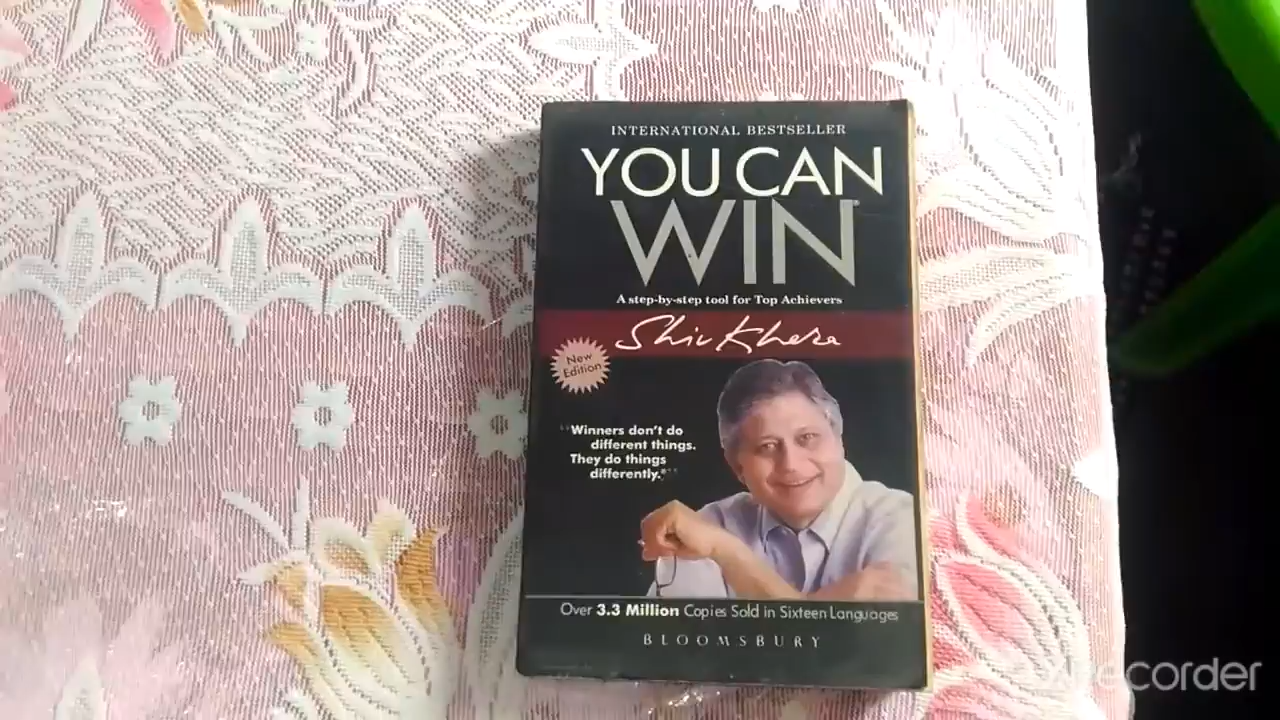 INTERNATIONAL BESTSELLER
YOU CAN
WIN
A step-by-step tool for Top Achievers
Shiv Khera
New
Edition
"Winners don't do
different things.
They do things
differently.®"
Over 3.3 Million Copies Sold in Sixteen Languages
BLOOMSBURY